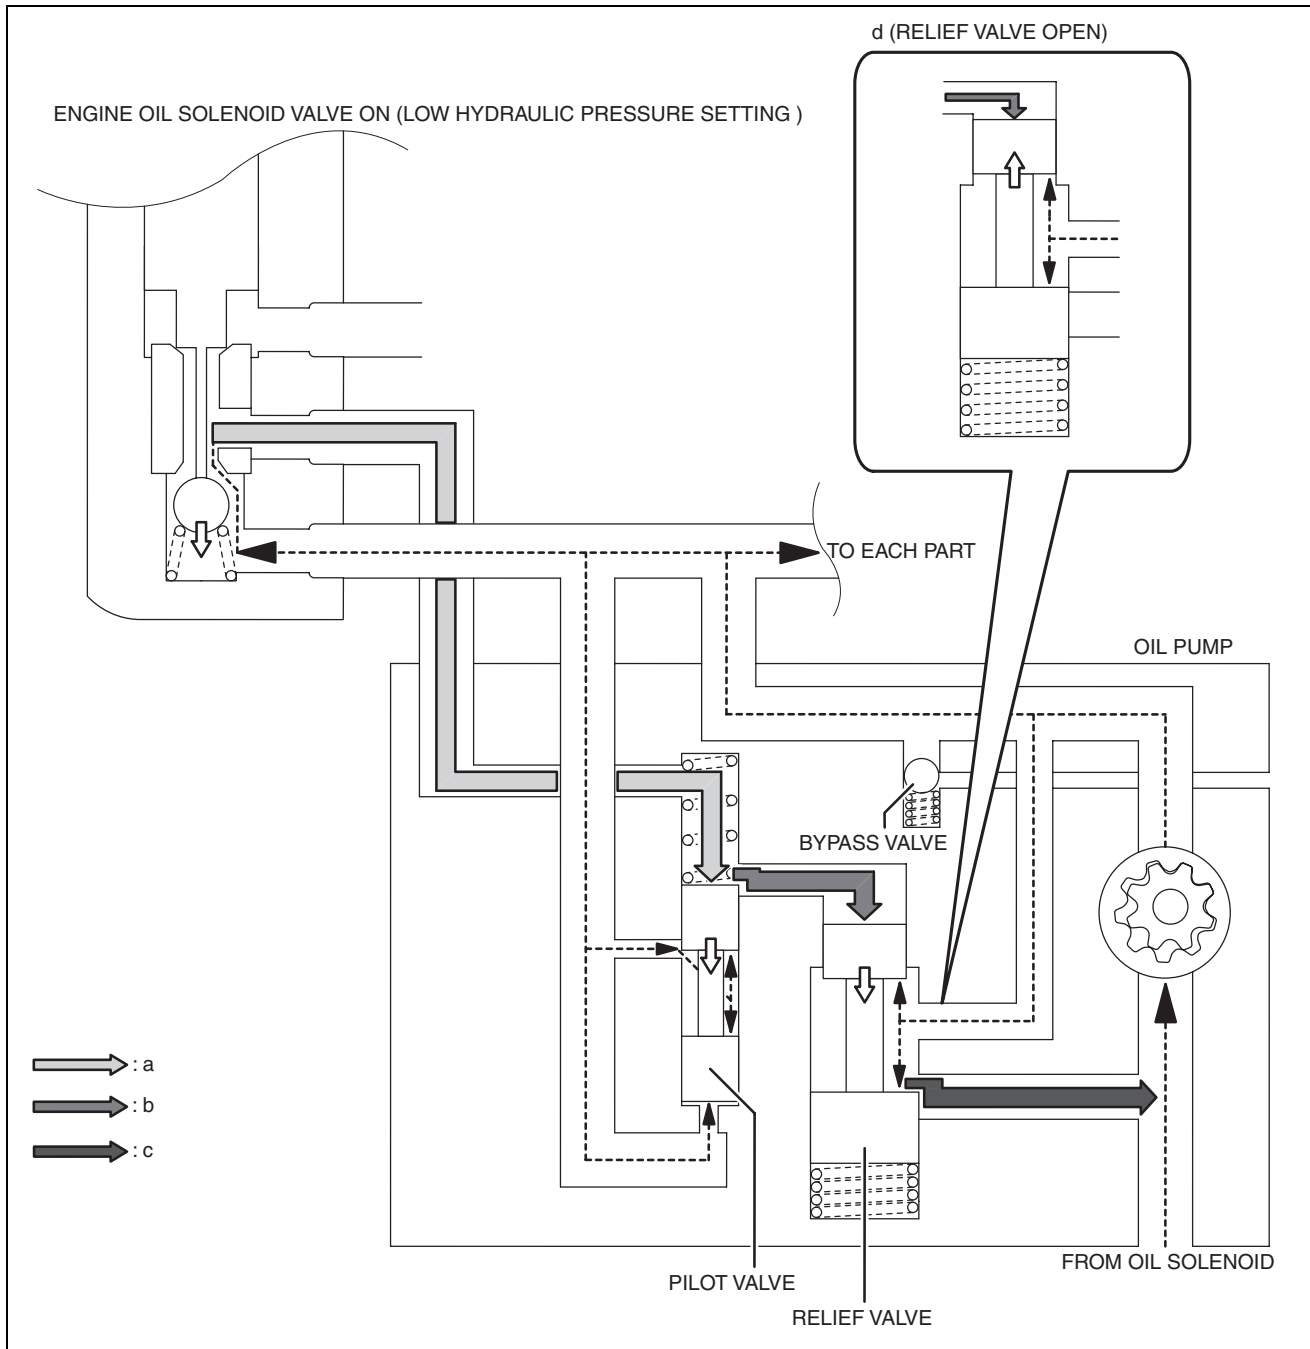 d (RELIEF VALVE OPEN)
ENGINE OIL SOLENOID VALVE ON (LOW HYDRAULIC PRESSURE SETTING )
TO EACH PART
OIL PUMP
BYPASS VALVE
: a
: b
: c
FROM OIL SOLENOID
PILOT VALVE
RELIEF VALVE